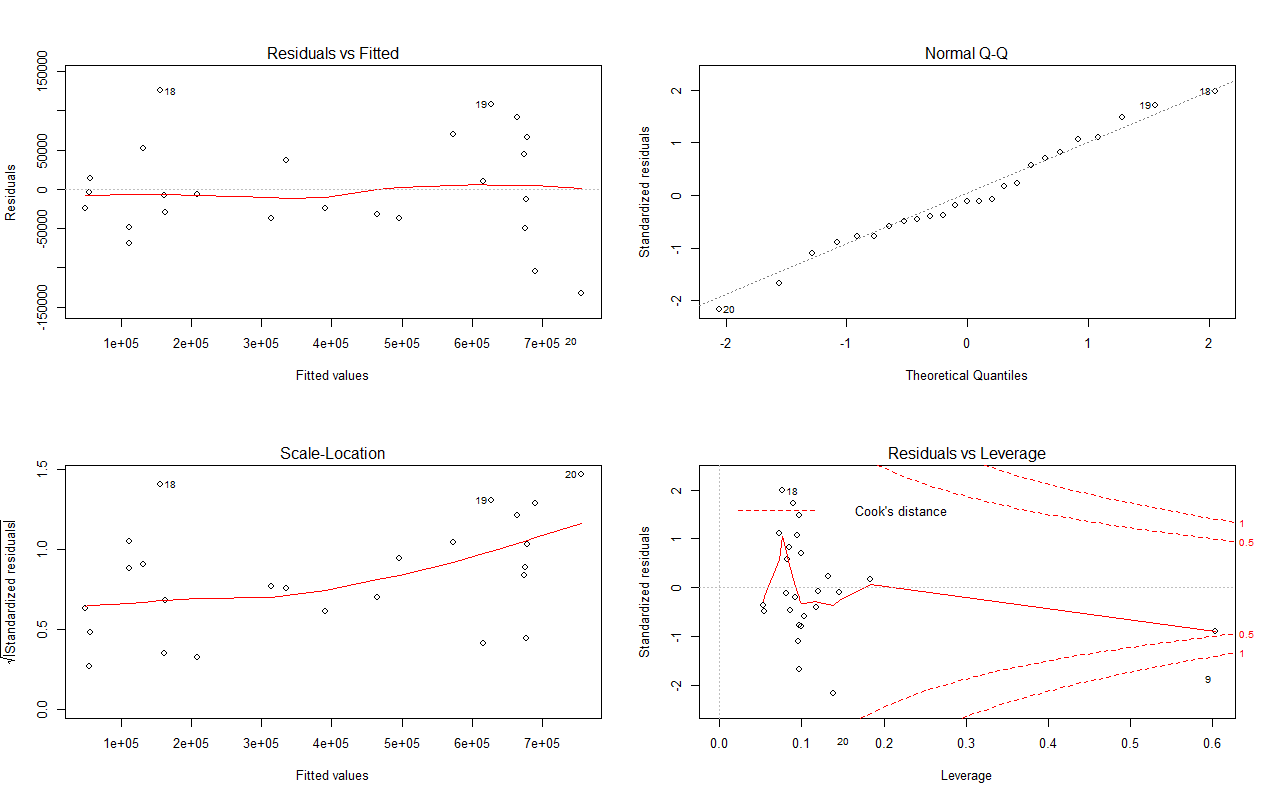 Residuals vs Fitted
Residuals
150000
50000
0
-50000
-150000
18
19
20
1e+05 2e+05 3e+05 4e+05 5e+05 6e+05 7e+05
Fitted values
Normal Q-Q
Standardized residuals
2
1
0
-1
-2
19
18
20
-2 -1 0 1 2
Theoretical Quantiles
Scale-Location
√|Standardized residuals|
1.5
1.0
0.5
0.0
18
19
20
1e+05 2e+05 3e+05 4e+05 5e+05 6e+05 7e+05
Fitted values
Residuals vs Leverage
Standardized residuals
2
1
0
-1
-2
18
Cook's distance
1
0.5
0.5
1
9
20
0.0 0.1 0.2 0.3 0.4 0.5 0.6
Leverage